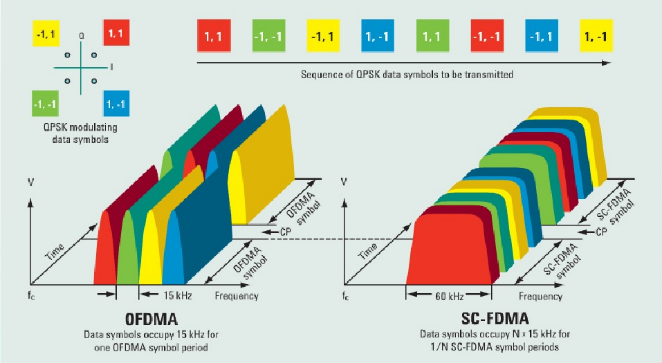 -1, 1
Q
1, 1
I
-1, -1
1, -1
QPSK modulating
data symbols
1, 1
-1, -1
-1, 1
1, -1
1, 1
-1, -1
-1, 1
1, -1
Sequence of QPSK data symbols to be transmitted
V
Time
OFDMA
symbol
CP
OFDMA
symbol
fc
15 kHz
Frequency
OFDMA
Data symbols occupy 15 kHz for
one OFDMA symbol period
V
Time
SC-FDMA
symbol
CP
SC-FDMA
symbol
fc
60 kHz
Frequency
SC-FDMA
Data symbols occupy N*15 kHz for
1/N SC-FDMA symbol periods